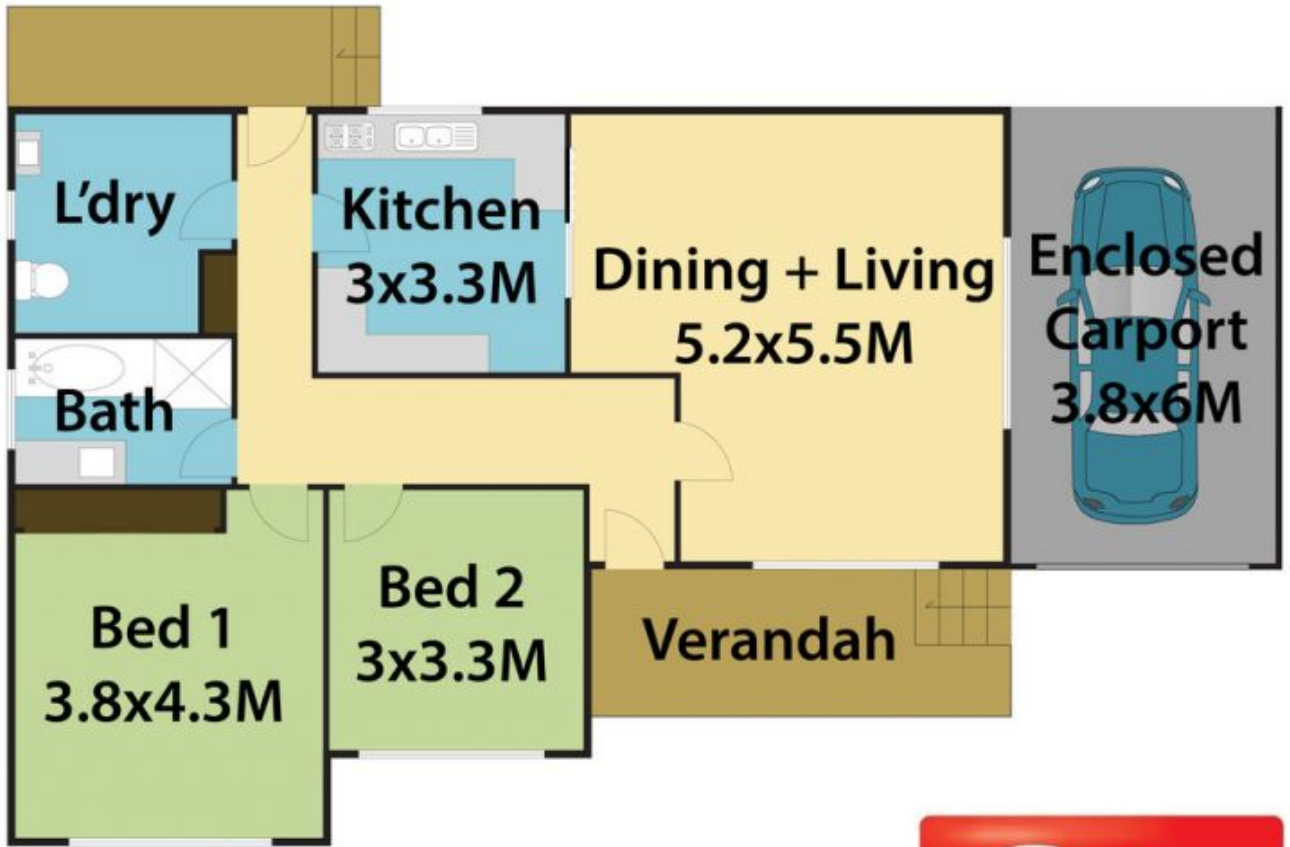 L'dry
Kitchen
3x3.3M
Dining + Living
5.2x5.5M
Enclosed
Carport
3.8x6M
Bath
Bed 1
3.8x4.3M
Bed 2
3x3.3M
Verandah